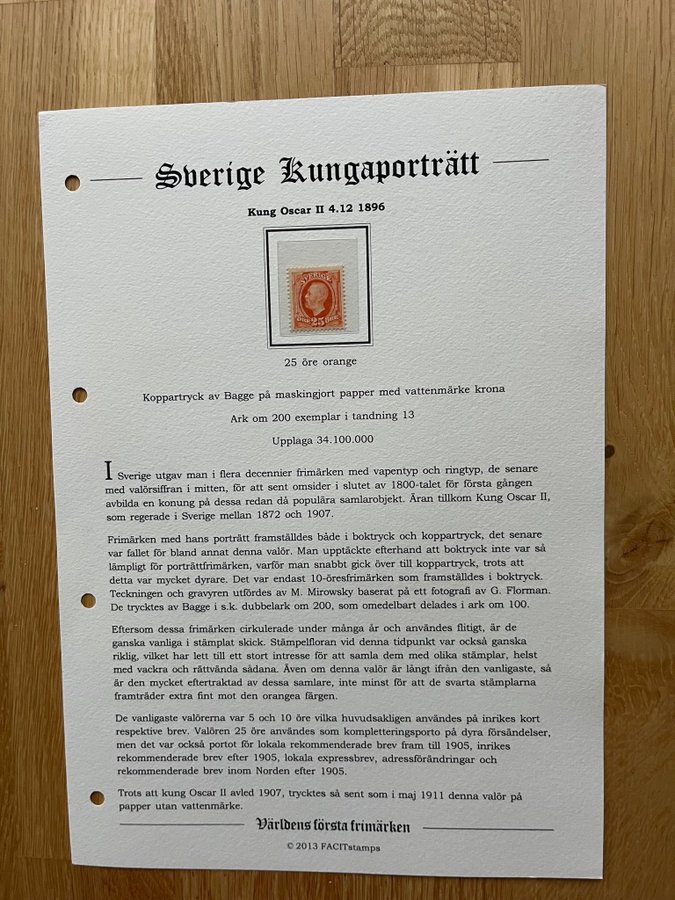 Sverige Kungaporträtt
Kung Oscar II 4.12 1896
SVERIGE
25
25 öre orange
Koppartryck av Bagge på maskingjort papper med vattenmärke krona
Ark om 200 exemplar i tandning 13
Upplaga 34.100.000
I Sverige utgav man i flera decennier frimärken med vapentyp och ringtyp, de senare
med valörsiffran i mitten, för att sent omsider i slutet av 1800-talet för första gången
avbilda en konung på dessa redan då populära samlarobjekt. Äran tillkom Kung Oscar II,
som regerade i Sverige mellan 1872 och 1907.
Frimärken med hans porträtt framställdes både i boktryck och koppartryck, det senare
var fallet för bland annat denna valör. Man upptäckte efterhand att boktryck inte var så
lämpligt för porträttfrimärken, varför man snabbt gick över till koppartryck, trots att
detta var mycket dyrare. Det var endast 10-öresfrimärken som framställdes i boktryck.
Teckningen och gravyren utfördes av M. Mirowsky baserat på ett fotografi av G. Florman.
De trycktes av Bagge i s.k. dubbelark om 200, som omedelbart delades i ark om 100.
Eftersom dessa frimärken cirkulerade under många år och användes flitigt, är de
ganska vanliga i stämplat skick. Stämpelfloran vid denna tidpunkt var också ganska
riklig, vilket har lett till ett stort intresse för att samla dem med olika stämplar, helst
med vackra och rättvända sådana. Även om denna valör är långt ifrån den vanligaste, så
är den mycket eftertraktad av dessa samlare, inte minst för att de svarta stämplarna
framträder extra fint mot den orangea färgen.
De vanligaste valörerna var 5 och 10 öre vilka huvudsakligen användes på inrikes kort
respektive brev. Valören 25 öre användes som kompletteringsporto på dyra försändelser,
men det var också portot för lokala rekommenderade brev fram till 1905, inrikes
rekommenderade brev efter 1905, lokala expressbrev, adressförändringar och
rekommenderade brev inom Norden efter 1905.
Trots att kung Oscar II avled 1907, trycktes så sent som i maj 1911 denna valör på
papper utan vattenmärke.
Världens första frimärken
© 2013 FACITstamps